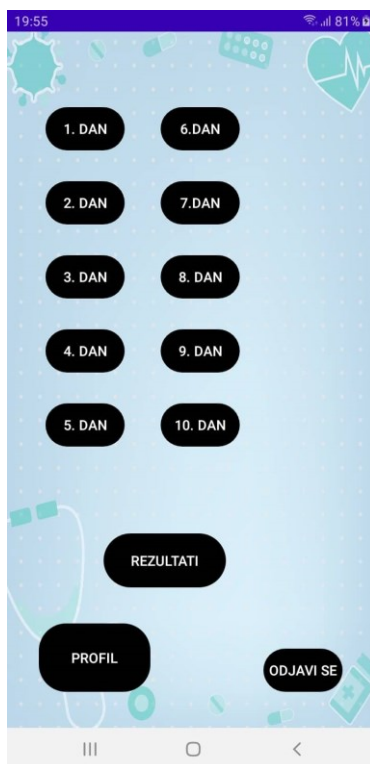 19:55 81%
1. DAN 6.DAN
2. DAN 7.DAN
3. DAN 8. DAN
4. DAN 9. DAN
5. DAN 10. DAN
REZULTATI
PROFIL
ODJAVI SE